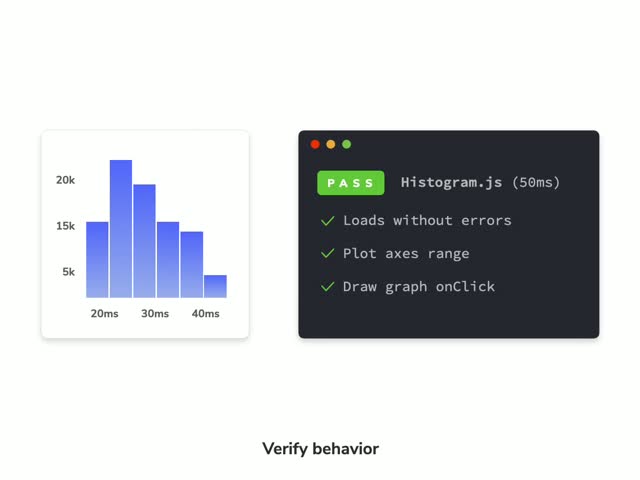 20k
15k
5k
20ms 30ms 40ms
PASS Histogram.js (50ms)
Loads without errors
Plot axes range
Draw graph onClick
Verify behavior